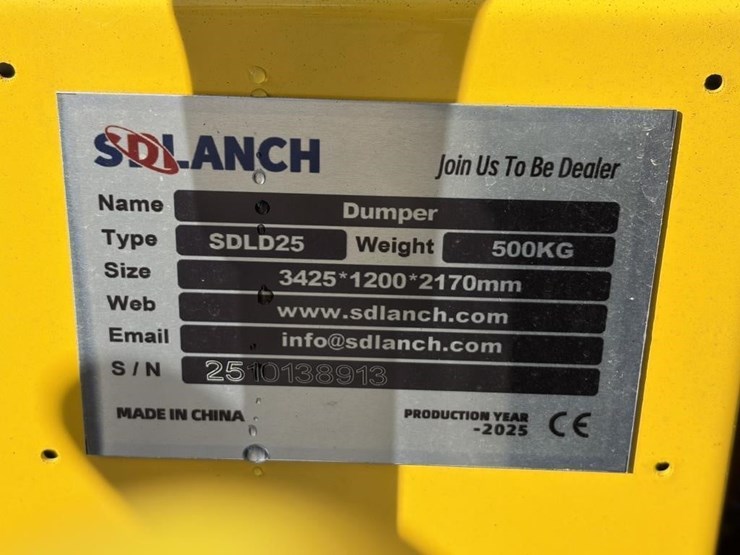 SDLANCH
Join Us To Be Dealer
Name Dumper
Type SDLD25 Weight 500KG
Size 3425*1200*2170mm
Web www.sdlanch.com
Email info@sdlanch.com
S/N 2510138913
MADE IN CHINA
PRODUCTION YEAR
-2025
CE